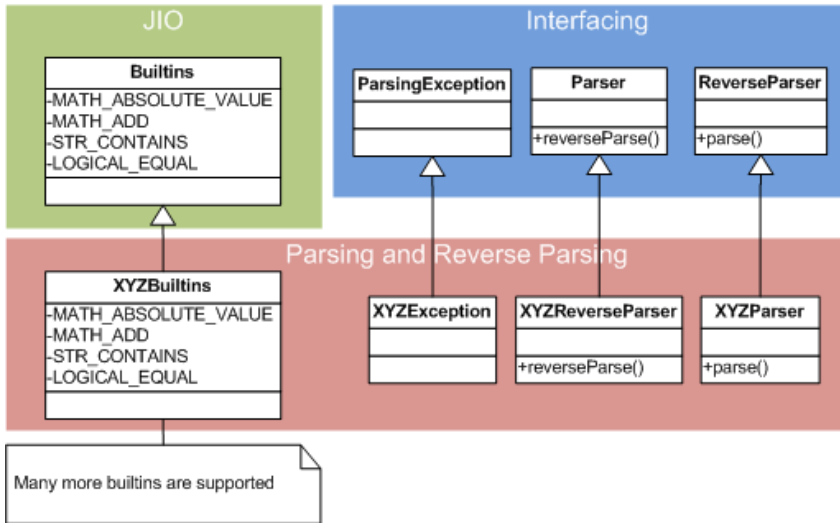 JIO
Builtins
-MATH_ABSOLUTE_VALUE
-MATH_ADD
-STR_CONTAINS
-LOGICAL_EQUAL
Interfacing
ParsingException
Parser
+reverseParse()
ReverseParser
+parse()
Parsing and Reverse Parsing
XYZBuiltins
-MATH_ABSOLUTE_VALUE
-MATH_ADD
-STR_CONTAINS
-LOGICAL_EQUAL
XYZException
XYZReverseParser
+reverseParse()
XYZParser
+parse()
Many more builtins are supported